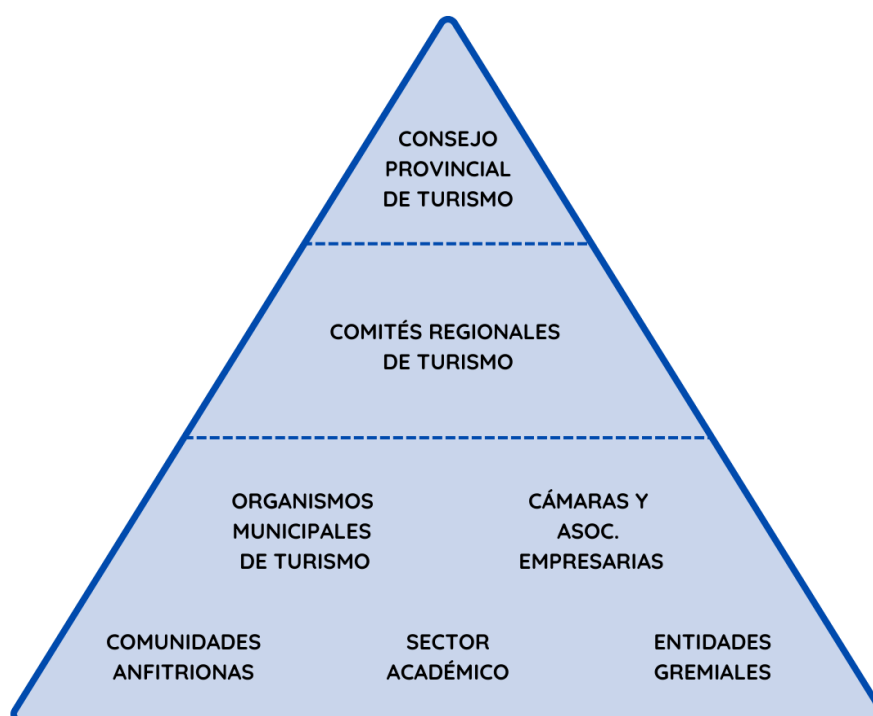 CONSEJO
PROVINCIAL
DE TURISMO
COMITÉS REGIONALES
DE TURISMO
ORGANISMOS
MUNICIPALES
DE TURISMO
CÁMARAS Y
ASOC.
EMPRESARIAS
COMUNIDADES
ANFITRIONAS
SECTOR
ACADÉMICO
ENTIDADES
GREMIALES